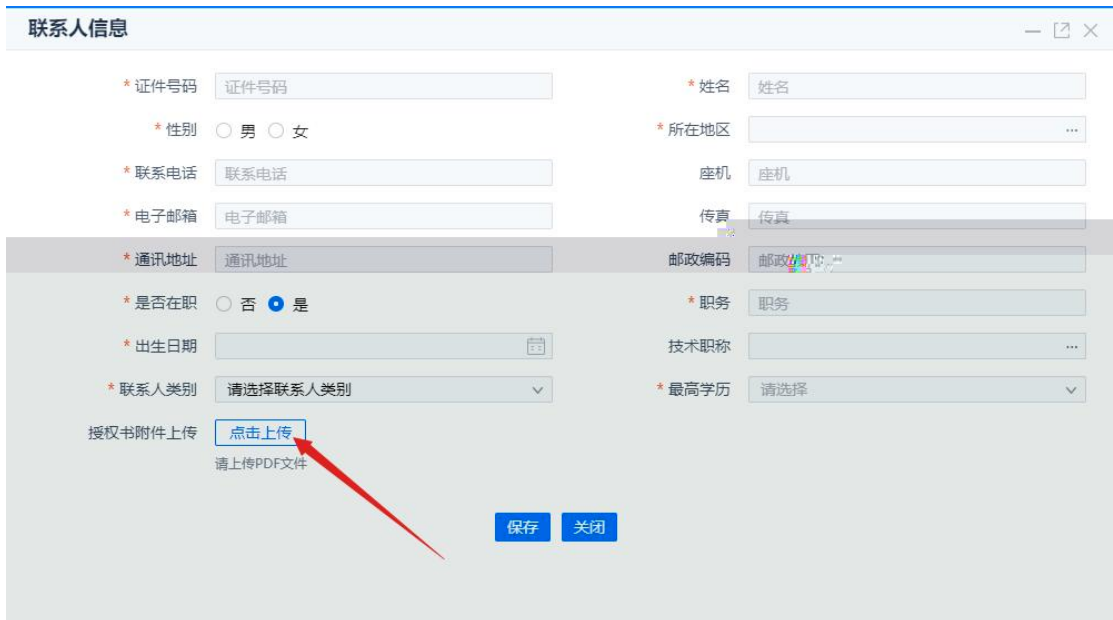 联系人信息
* 证件号码 证件号码 * 姓名 姓名
* 性别 男 女 * 所在地区 ...
* 联系电话 联系电话 座机 座机
* 电子邮箱 电子邮箱 传真 传真
* 通讯地址 通讯地址 邮政编码 邮政
* 是否在职 否 是 * 职务 职务
* 出生日期 技术职称 ...
* 联系人类别 请选择联系人类别 * 最高学历 请选择
授权书附件上传 点击上传
请上传PDF文件
保存 关闭